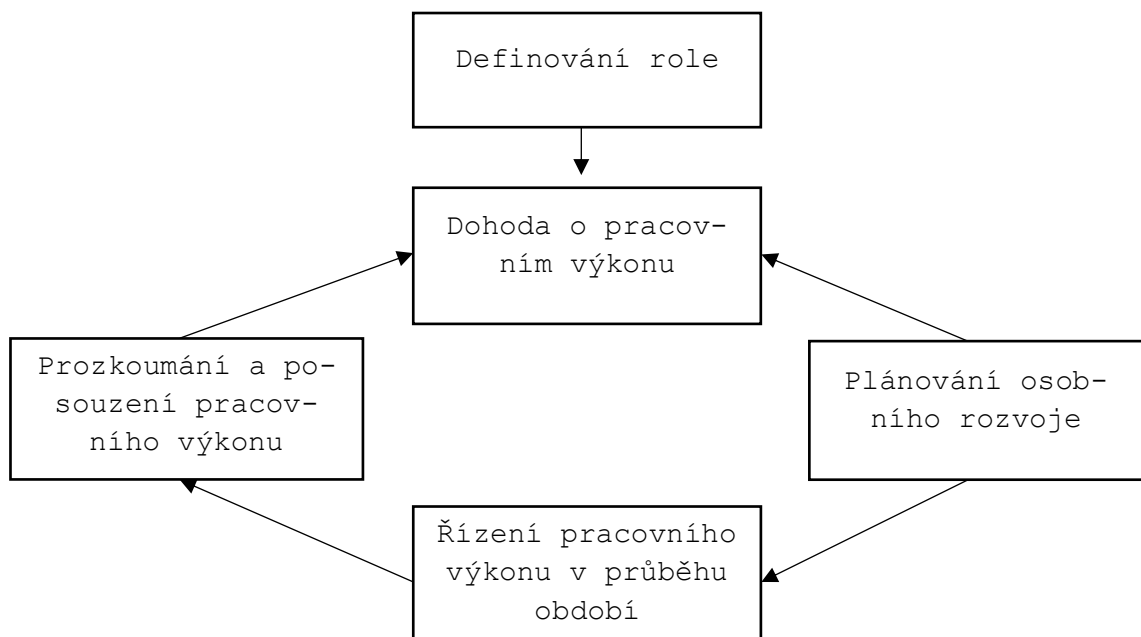 Definování role
Dohoda o pracov-
ním výkonu
Prozkoumání a po-
souzení pracov-
ního výkonu
Plánování osob-
ního rozvoje
Řízení pracovního
výkonu v průběhu
období